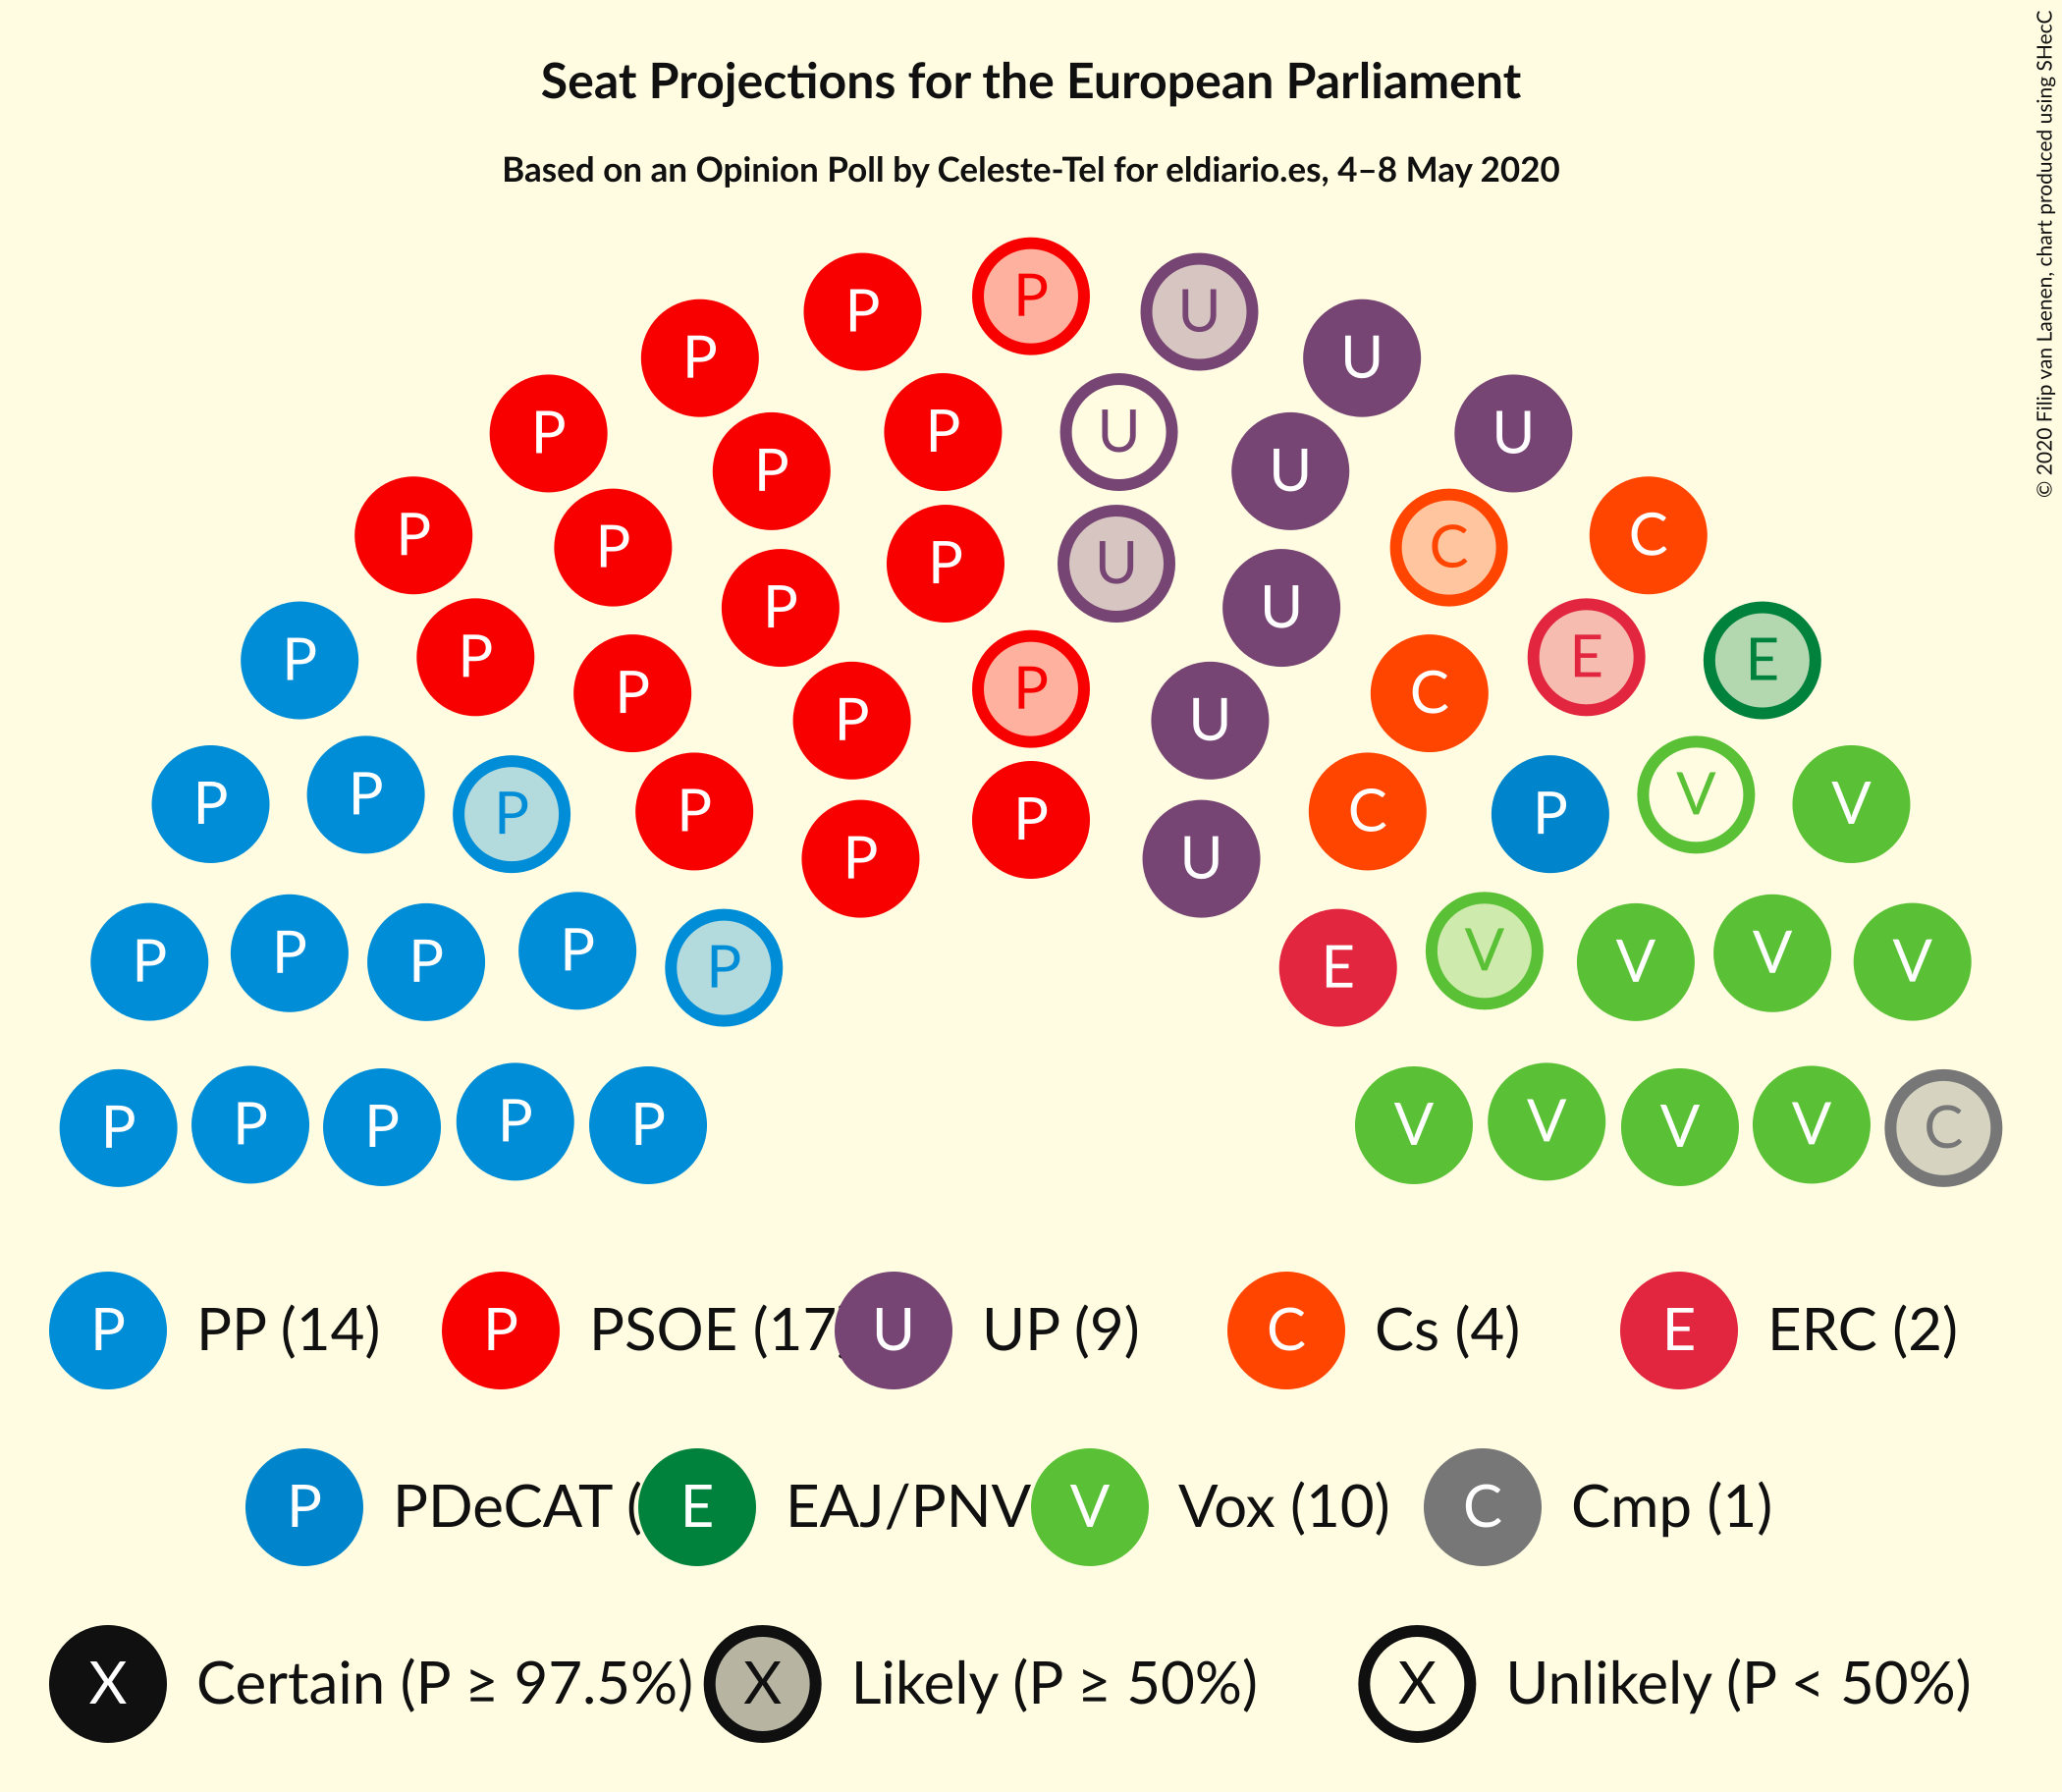 Seat Projections for the European Parliament
Based on an Opinion Poll by Celeste-Tel for eldiario.es, 4–8 May 2020
© 2020 Filip van Laenen, chart produced using SHecC
P
P U
P U
P P U U
P U
P P C C
P U
P U
P P E E
P P C
P U
P P P P P C P V V
P U
P P P P P E V V V V
P P P P P V V V V C
P PP (14) P PSOE (17 U UP (9) C Cs (4) E ERC (2)
P PDeCAT ( E EAJ/PNV V Vox (10) C Cmp (1)
X Certain (P ≥ 97.5%) X Likely (P ≥ 50%) X Unlikely (P < 50%)